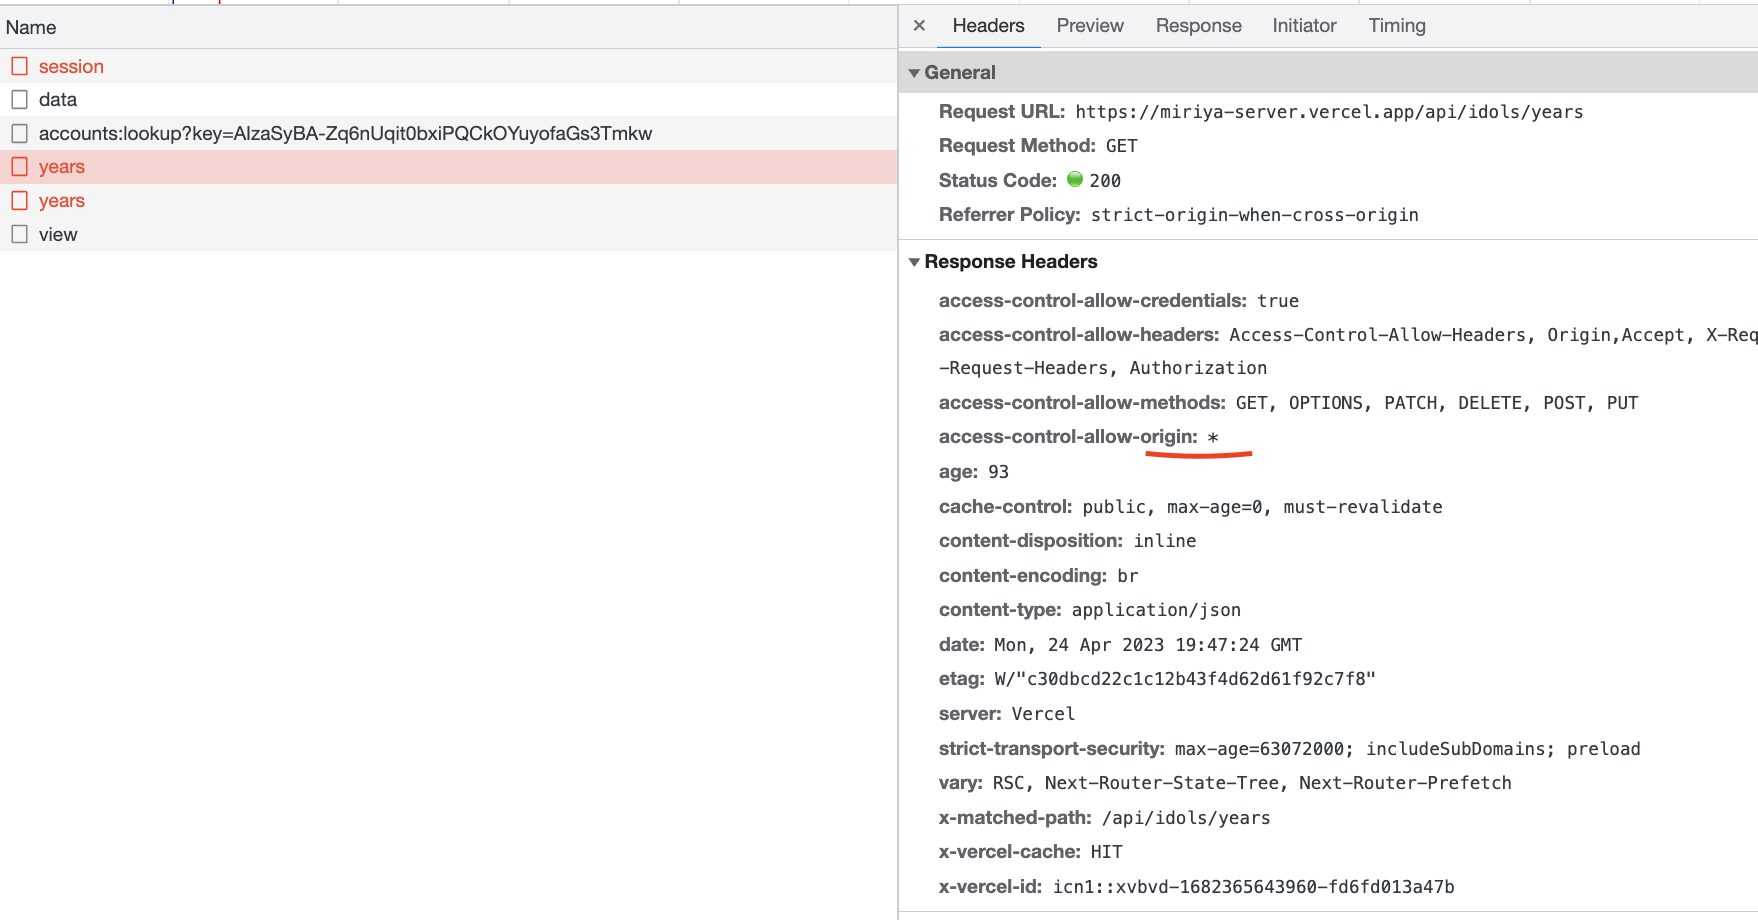 Name
session
data
accounts:lookup?key=AIzaSyBA-Zq6nUqit0bxiPQCkOYuyofaGs3Tmkw
years
years
view
× Headers Preview Response Initiator Timing
General
Request URL: https://miriya-server.vercel.app/api/idols/years
Request Method: GET
Status Code: 200
Referrer Policy: strict-origin-when-cross-origin
Response Headers
access-control-allow-credentials: true
access-control-allow-headers: Access-Control-Allow-Headers, Origin,Accept, X-Req
-Request-Headers, Authorization
access-control-allow-methods: GET, OPTIONS, PATCH, DELETE, POST, PUT
access-control-allow-origin: *
age: 93
cache-control: public, max-age=0, must-revalidate
content-disposition: inline
content-encoding: br
content-type: application/json
date: Mon, 24 Apr 2023 19:47:24 GMT
etag: W/"c30dbcd22c1c12b43f4d62d61f92c7f8"
server: Vercel
strict-transport-security: max-age=63072000; includeSubDomains; preload
vary: RSC, Next-Router-State-Tree, Next-Router-Prefetch
x-matched-path: /api/idols/years
x-vercel-cache: HIT
x-vercel-id: icn1::xvbvd-1682365643960-fd6fd013a47b